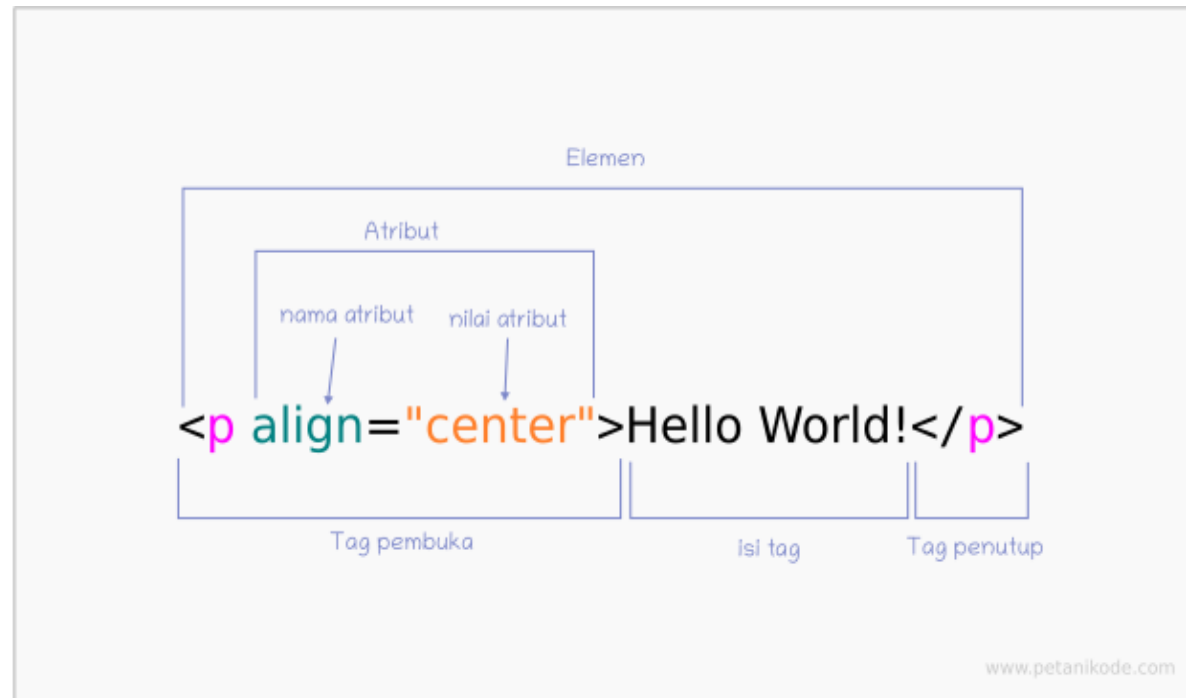 Elemen
Atribut
nama atribut nilai atribut
<p align="center">Hello World!</p>
Tag pembuka isi tag Tag penutup
www.petanikode.com